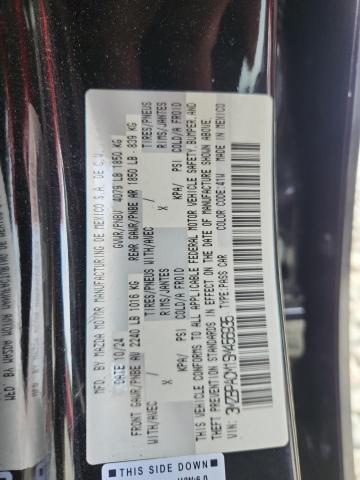 MFD. BY MAZDA MOTOR MANUFACTURING DE MEXICO S.A. DE C.V.
DATE 10/24 GVWR/PNBV 4079 LB 1850 KG
FRONT GAWR/PNBE AV 2240 LB 1016 KG REAR GAWR/PNBE AR 1850 LB 839 KG
WITH/AVEC TIRES/PNEUS WITH/AVEC TIRES/PNEUS
X RIMS/JANTES X RIMS/JANTES
KPA/ PSI COLD/A FROID KPA/ PSI COLD/A FROID
THIS VEHICLE CONFORMS TO ALL APPLICABLE FEDERAL MOTOR VEHICLE SAFETY, BUMPER, AND
THEFT PREVENTION STANDARDS IN EFFECT ON THE DATE OF MANUFACTURE SHOWN ABOVE.
VIN: TYPE:PASS CAR COLOR CODE:41W MADE IN MEXICO
THIS SIDE DOWN